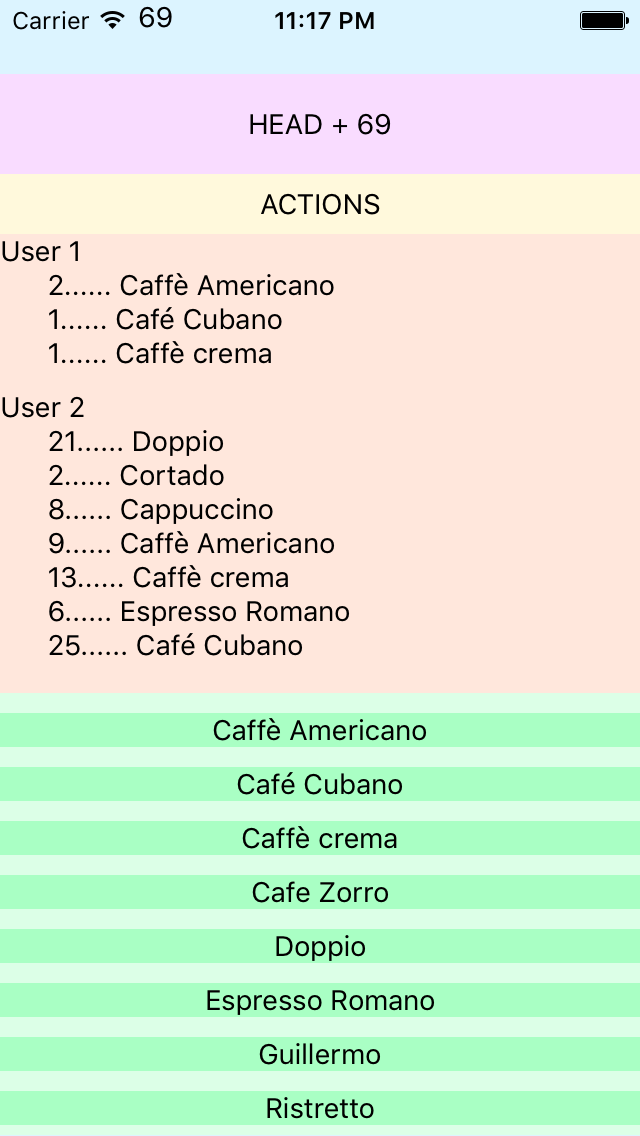 Carrier 69 11:17 PM
HEAD + 69
ACTIONS
User 1
2...... Caffè Americano
1...... Café Cubano
1...... Caffè crema
User 2
21...... Doppio
2...... Cortado
8...... Cappuccino
9...... Caffè Americano
13...... Caffè crema
6...... Espresso Romano
25...... Café Cubano
Caffè Americano
Café Cubano
Caffè crema
Cafe Zorro
Doppio
Espresso Romano
Guillermo
Ristretto